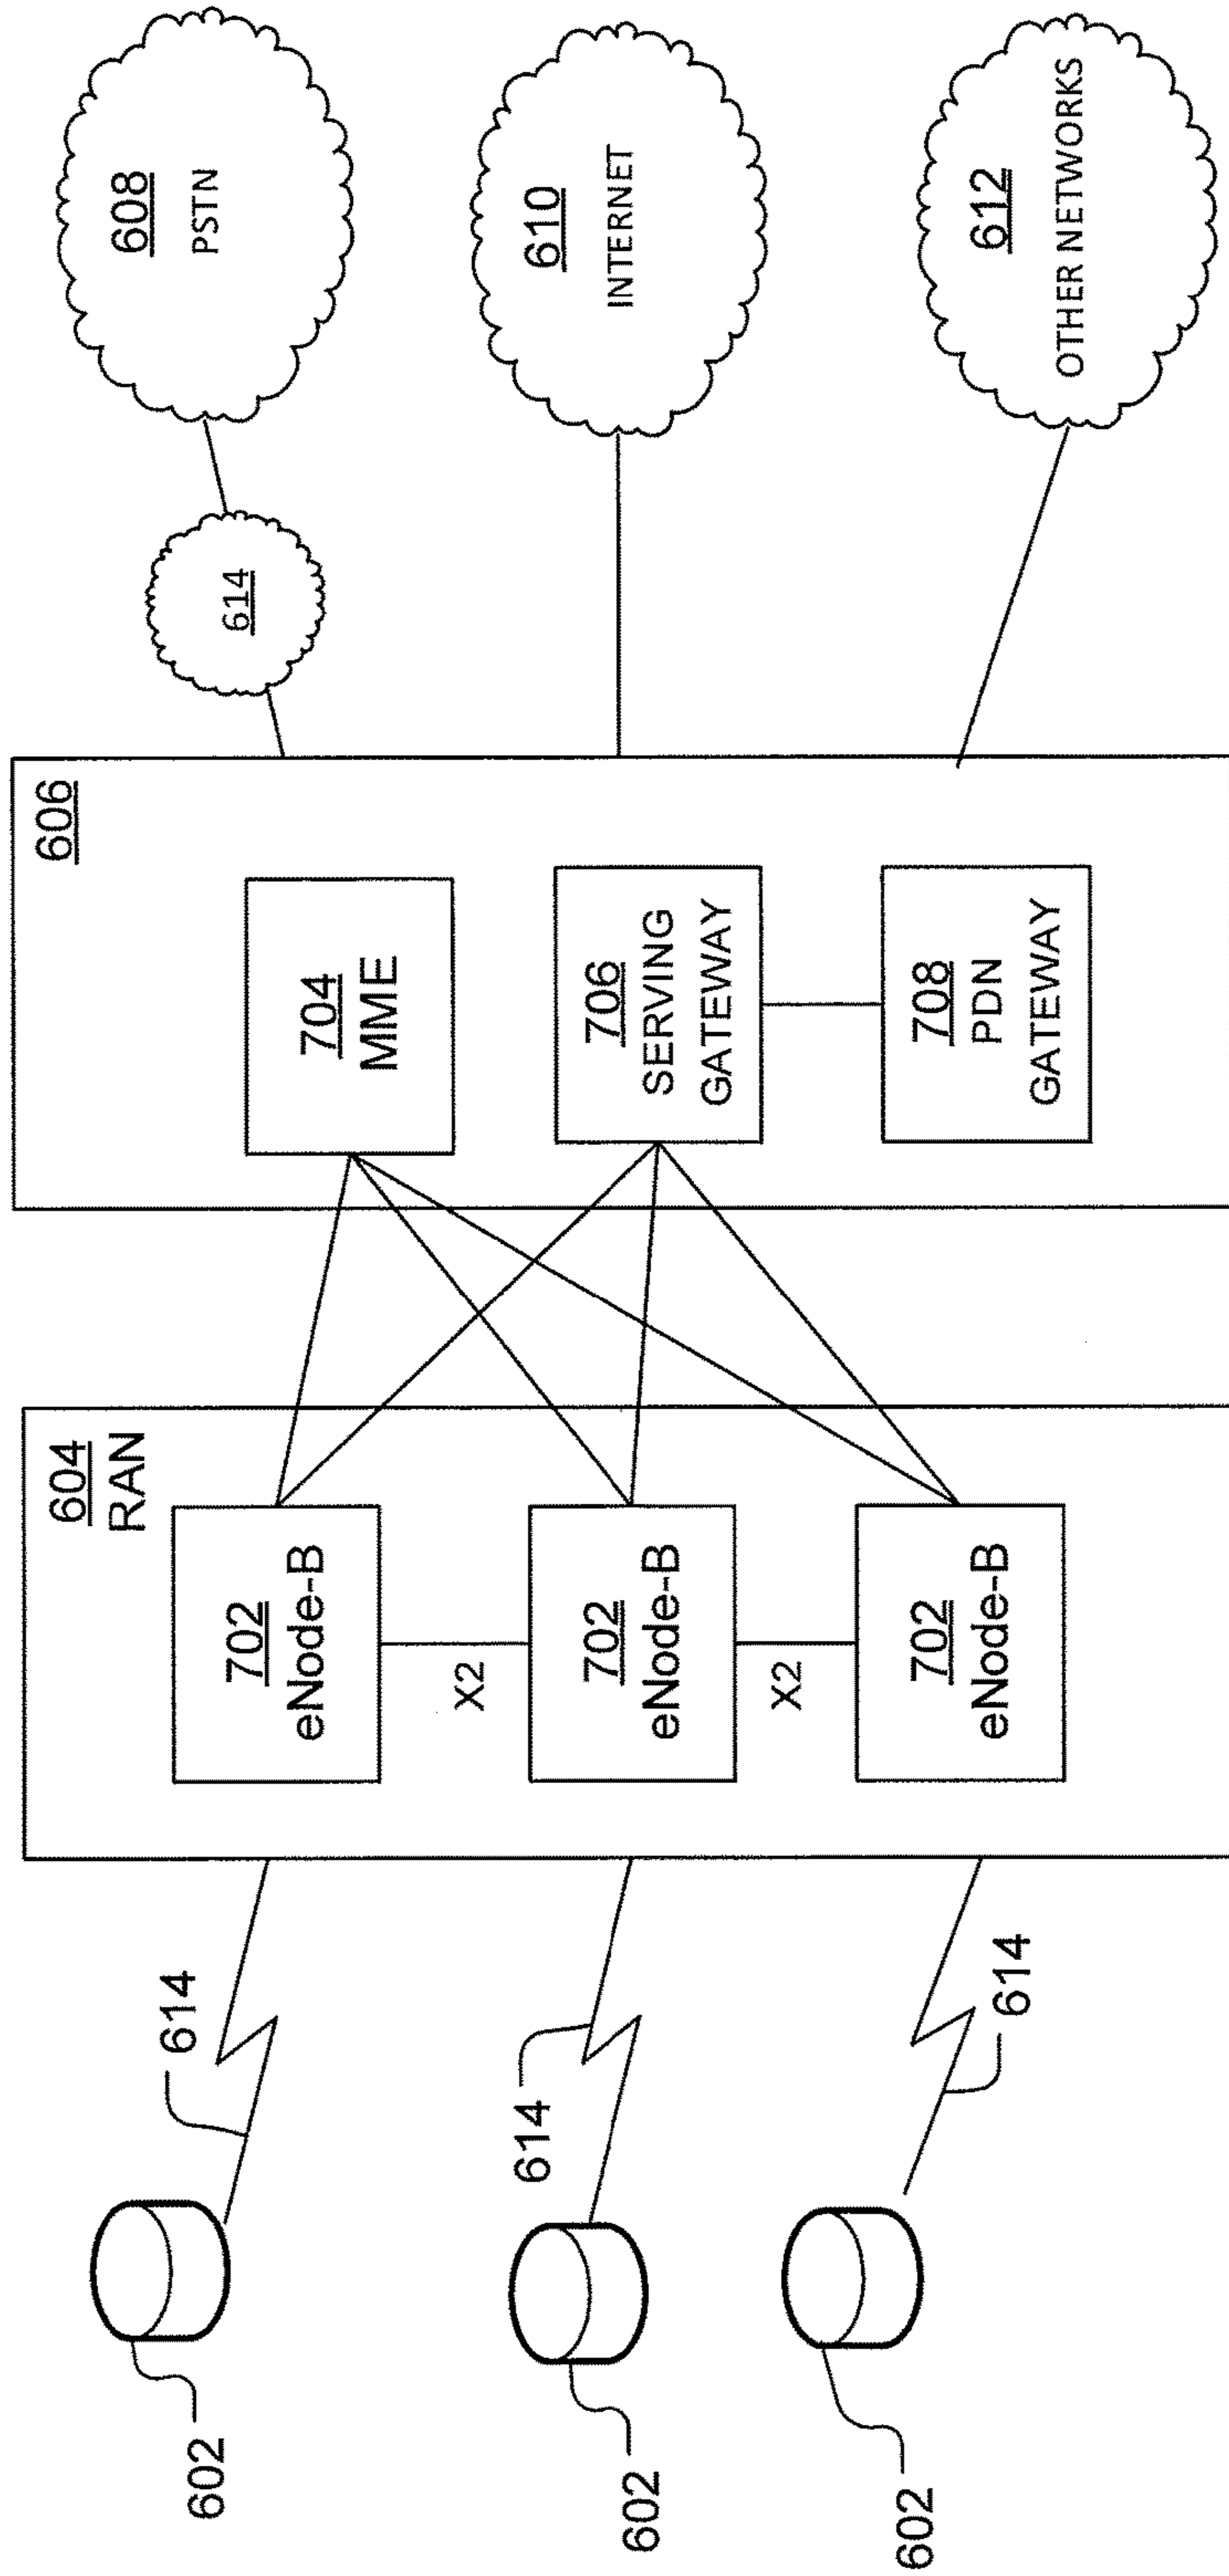 602
602
602
614
614
614
604
RAN
702
eNode-B
X2
702
eNode-B
X2
702
eNode-B
606
704
MME
706
SERVING
GATEWAY
708
PDN
GATEWAY
614
608
PSTN
610
INTERNET
612
OTHER NETWORKS